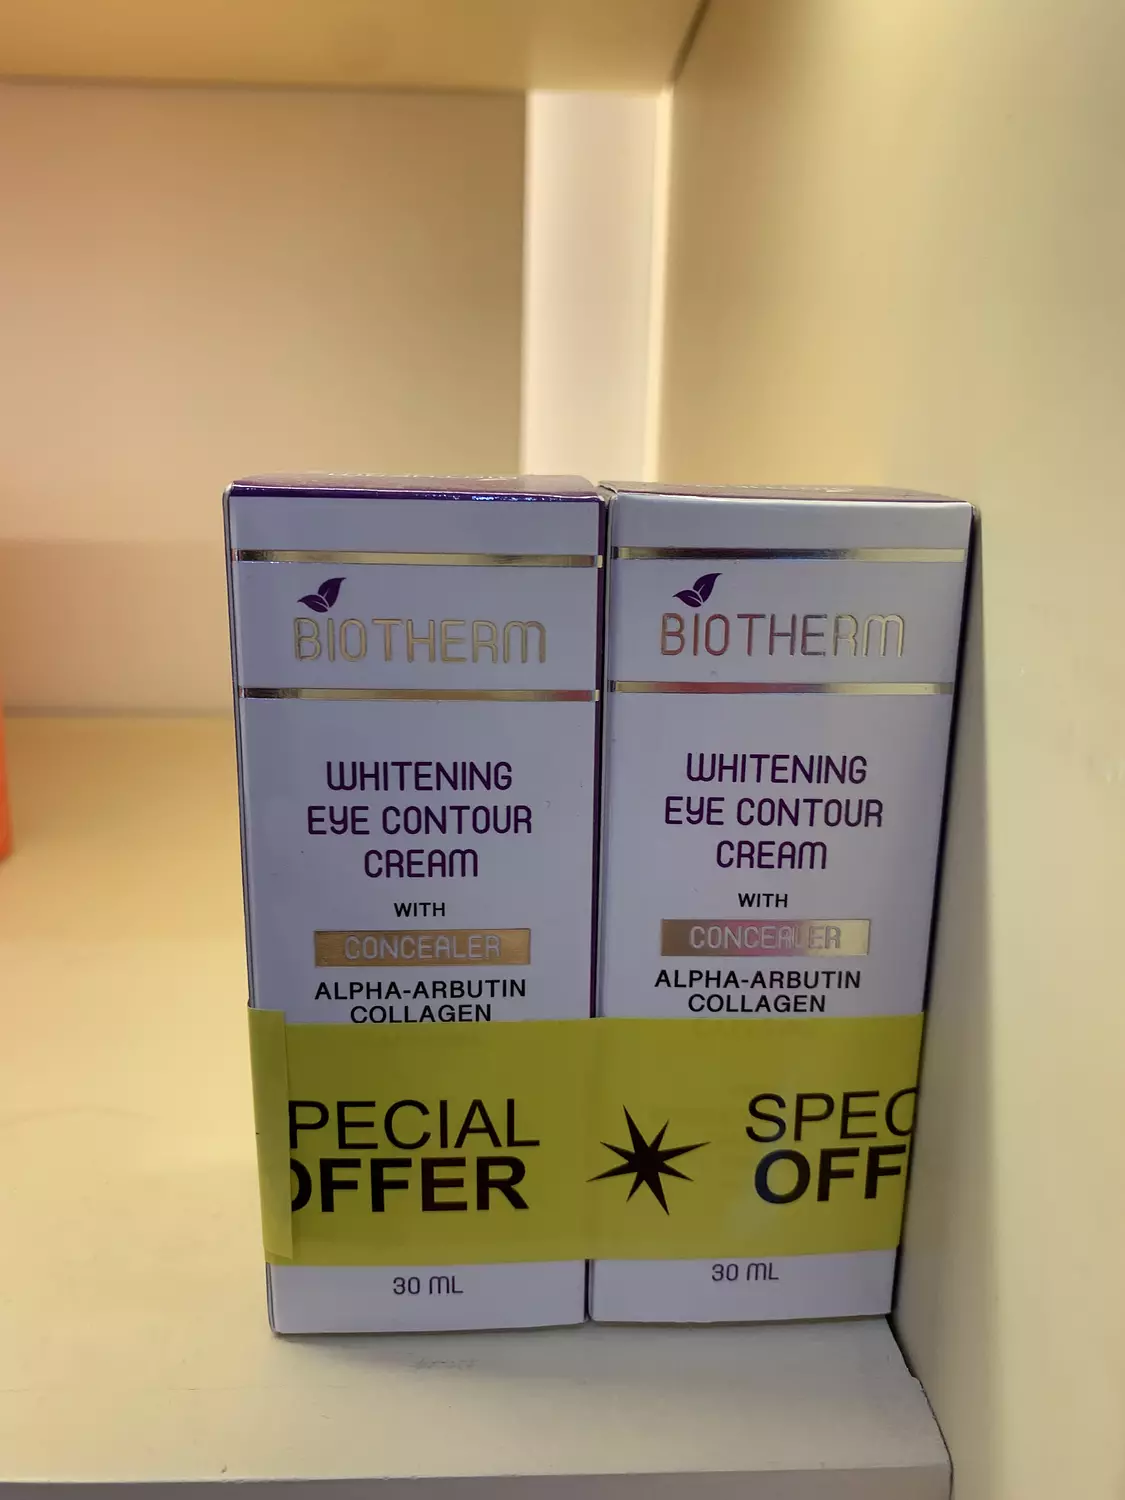 BIOTHERM
WHITENING
EYE CONTOUR
CREAM
WITH
CONCEALER
ALPHA-ARBUTIN
COLLAGEN
PECIAL
OFFER
30 ML
BIOTHERM
WHITENING
EYE CONTOUR
CREAM
WITH
CONCEALER
ALPHA-ARBUTIN
COLLAGEN
SPEC
OFF
30 ML